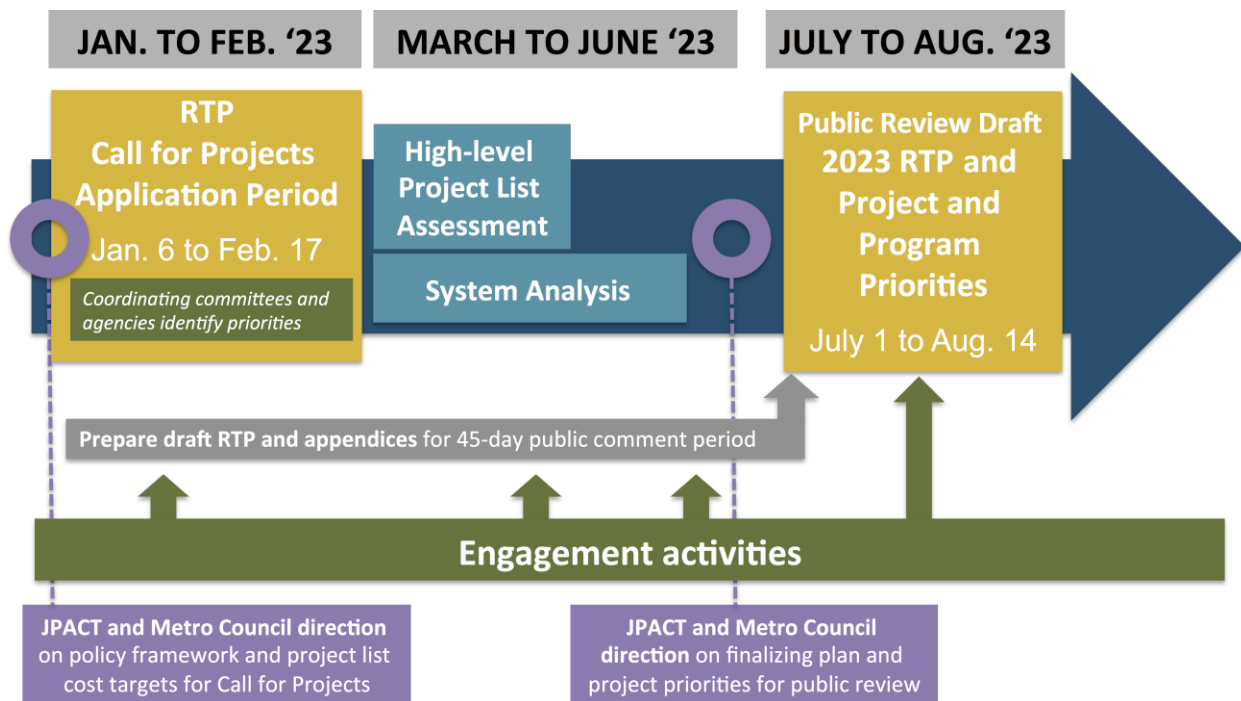 JAN. TO FEB. ‘23
MARCH TO JUNE ‘23
JULY TO AUG. ‘23
RTP
Call for Projects
Application Period
Jan. 6 to Feb. 17
Coordinating committees and
agencies identify priorities
High-level
Project List
Assessment
System Analysis
Public Review Draft
2023 RTP and
Project and
Program
Priorities
July 1 to Aug. 14
Prepare draft RTP and appendices for 45-day public comment period
Engagement activities
JPACT and Metro Council direction
on policy framework and project list
cost targets for Call for Projects
JPACT and Metro Council
direction on finalizing plan and
project priorities for public review